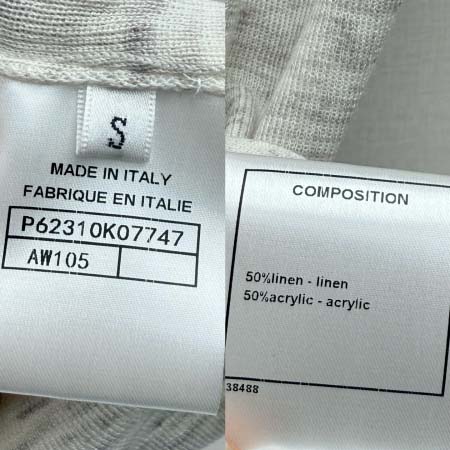 S
MADE IN ITALY
FABRIQUE EN ITALIE
P62310K07747
AW105
COMPOSITION
50%linen - linen
50%acrylic - acrylic
38488